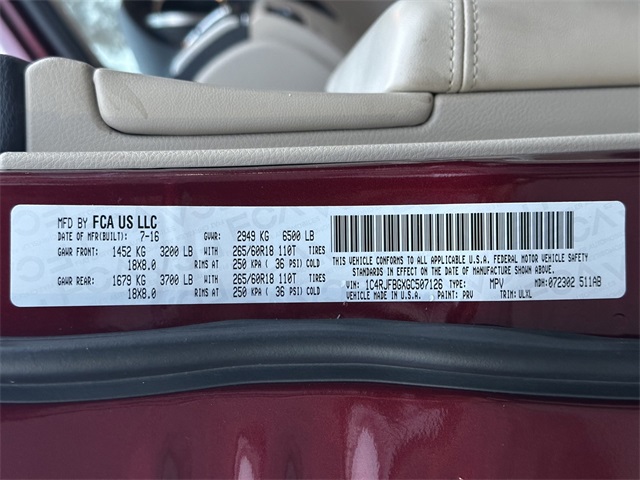 MFD BY FCA US LLC
DATE OF MFR(BUILT): 7-16 GVWR: 2949 KG 6500 LB
GAWR FRONT: 1452 KG 3200 LB WITH 265/60R18 110T TIRES
18X8.0 RIMS AT 250 KPA ( 36 PSI) COLD
GAWR REAR: 1679 KG 3700 LB WITH 265/60R18 110T TIRES
18X8.0 RIMS AT 250 KPA ( 36 PSI) COLD
THIS VEHICLE CONFORMS TO ALL APPLICABLE U.S.A. FEDERAL MOTOR VEHICLE SAFETY
STANDARDS IN EFFECT ON THE DATE OF MANUFACTURE SHOWN ABOVE.
VIN: 1C4RJFBGXGC507126 TYPE: MPV MDH: 072302 511AB
VEHICLE MADE IN U.S.A. PAINT: PRV TRIM: ULXL